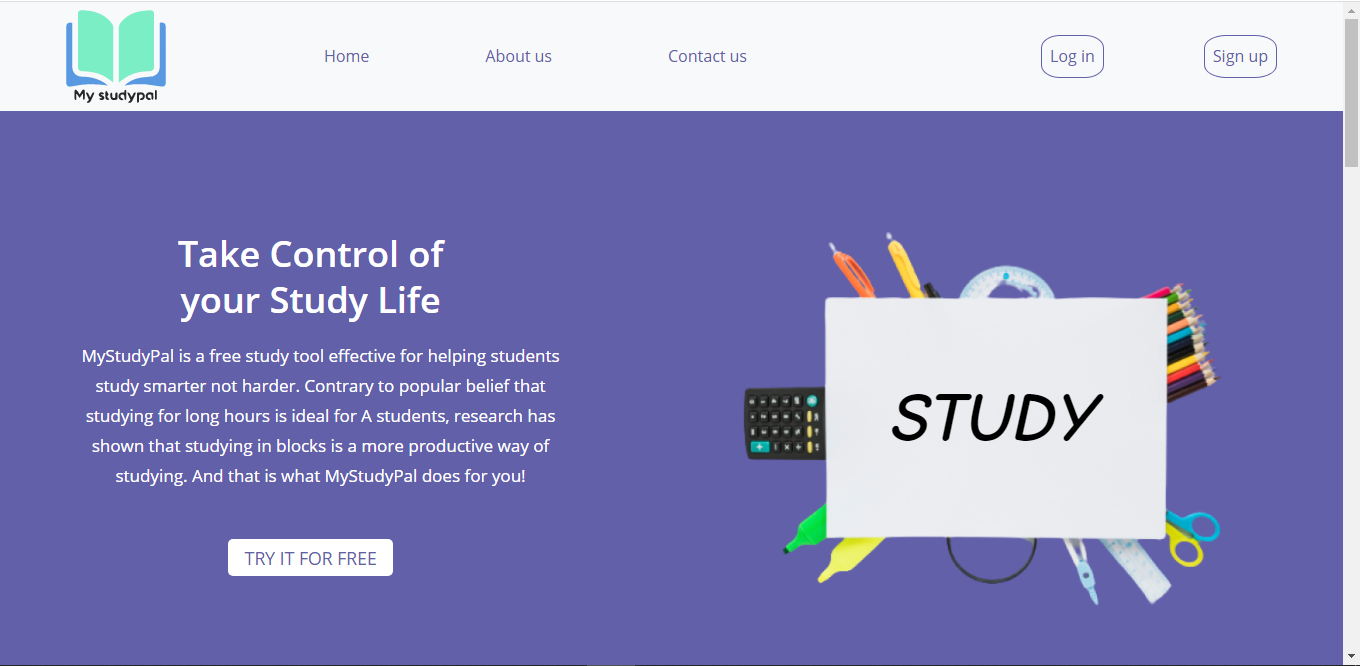 My studypal
Home
About us
Contact us
Log in
Sign up
Take Control of
your Study Life
MyStudyPal is a free study tool effective for helping students
study smarter not harder. Contrary to popular belief that
studying for long hours is ideal for A students, research has
shown that studying in blocks is a more productive way of
studying. And that is what MyStudyPal does for you!
TRY IT FOR FREE
STUDY